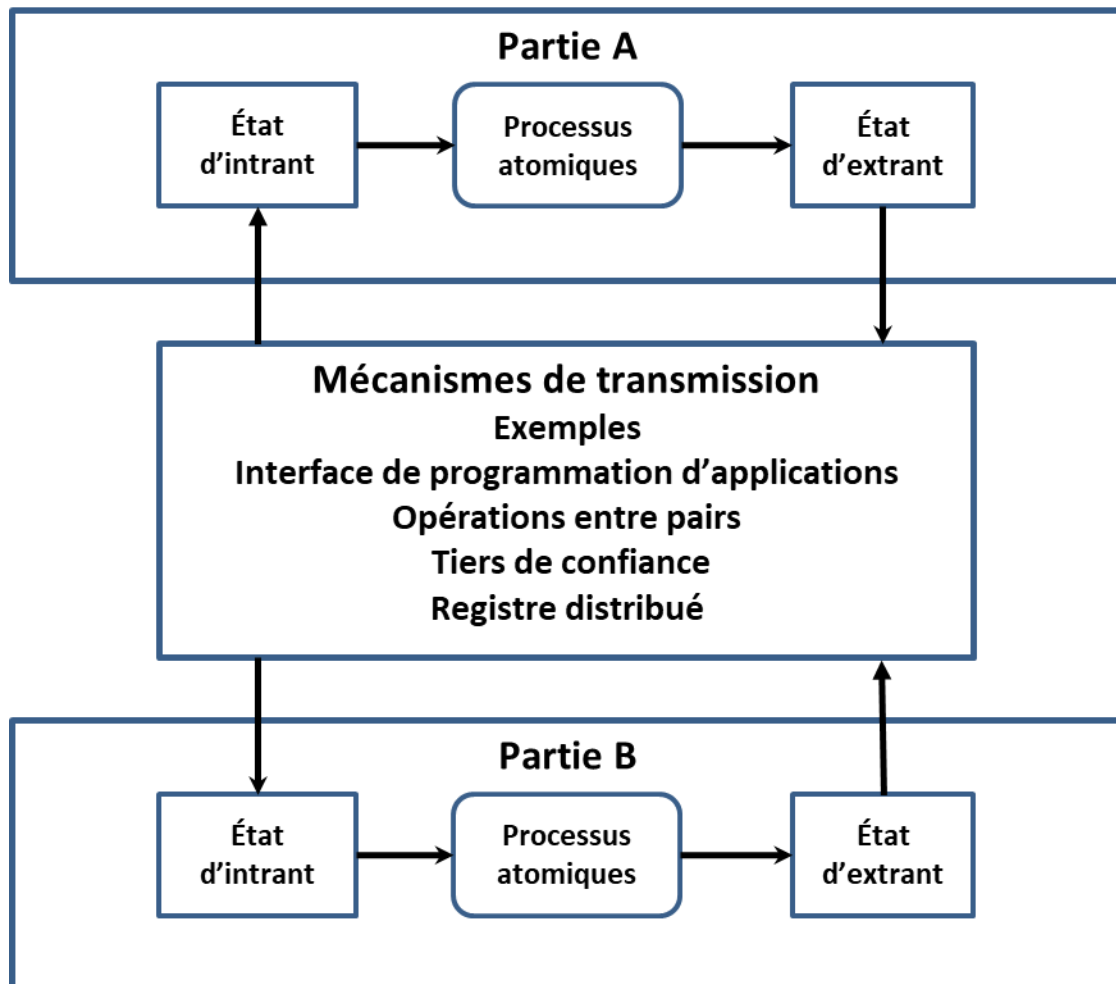 Partie A
État
d’intrant
Processus
atomiques
État
d’extrant
Mécanismes de transmission
Exemples
Interface de programmation d’applications
Opérations entre pairs
Tiers de confiance
Registre distribué
Partie B
État
d’intrant
Processus
atomiques
État
d’extrant